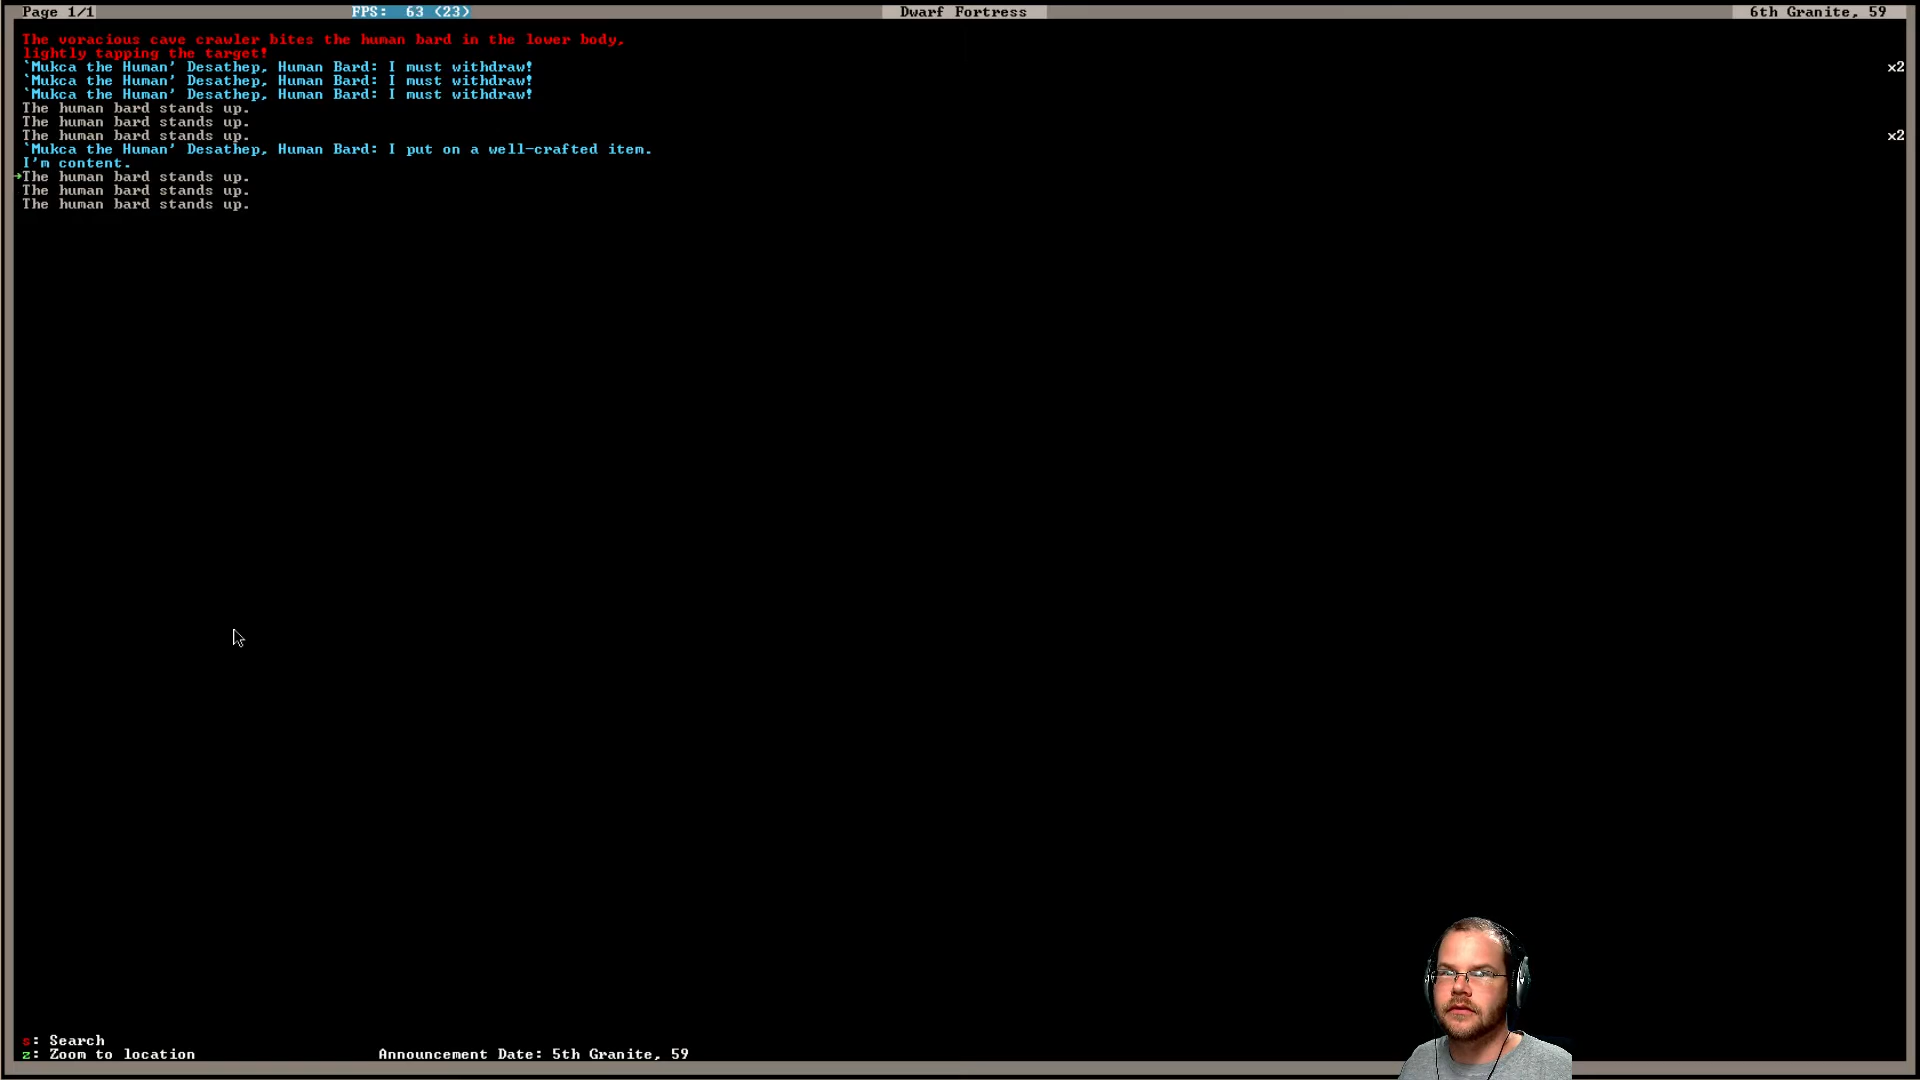 Page 1/1 FPS: 63 (23) Dwarf Fortress 6th Granite, 59
The voracious cave crawler bites the human bard in the lower body,
lightly tapping the target!
`Mukca the Human' Desathep, Human Bard: I must withdraw! x2
`Mukca the Human' Desathep, Human Bard: I must withdraw!
`Mukca the Human' Desathep, Human Bard: I must withdraw!
The human bard stands up.
The human bard stands up.
The human bard stands up. x2
`Mukca the Human' Desathep, Human Bard: I put on a well-crafted item.
I'm content.
→The human bard stands up.
The human bard stands up.
The human bard stands up.
s: Search
z: Zoom to location Announcement Date: 5th Granite, 59